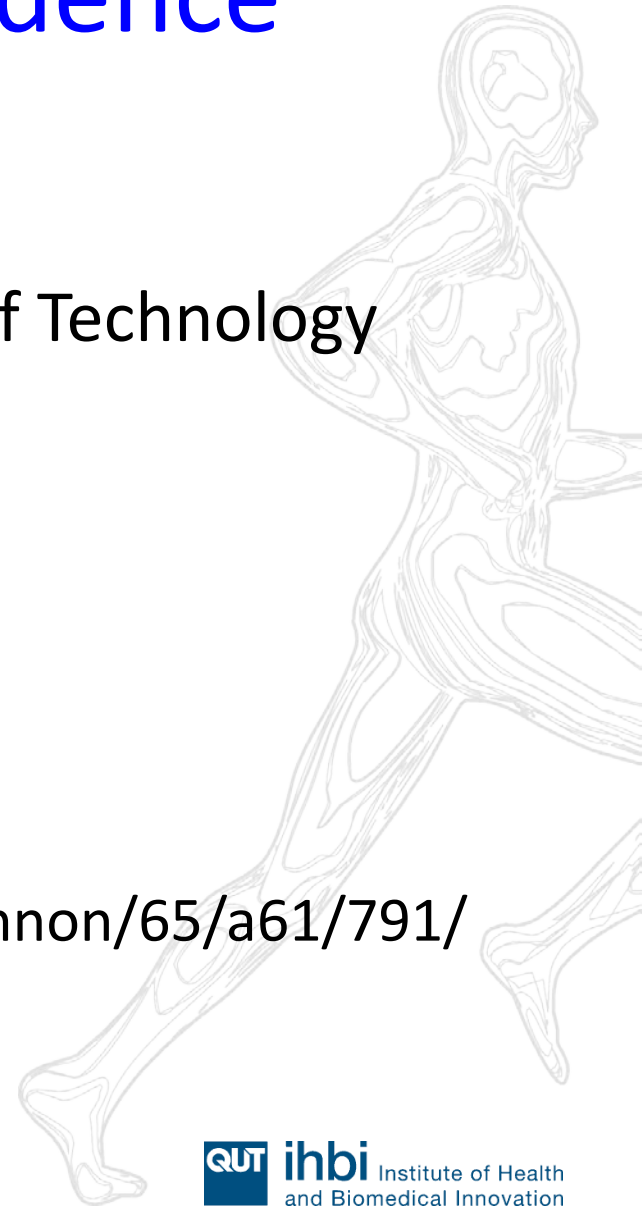 dence
f Technology
nnon/65/a61/791/
QUT ihbi Institute of Health
and Biomedical Innovation